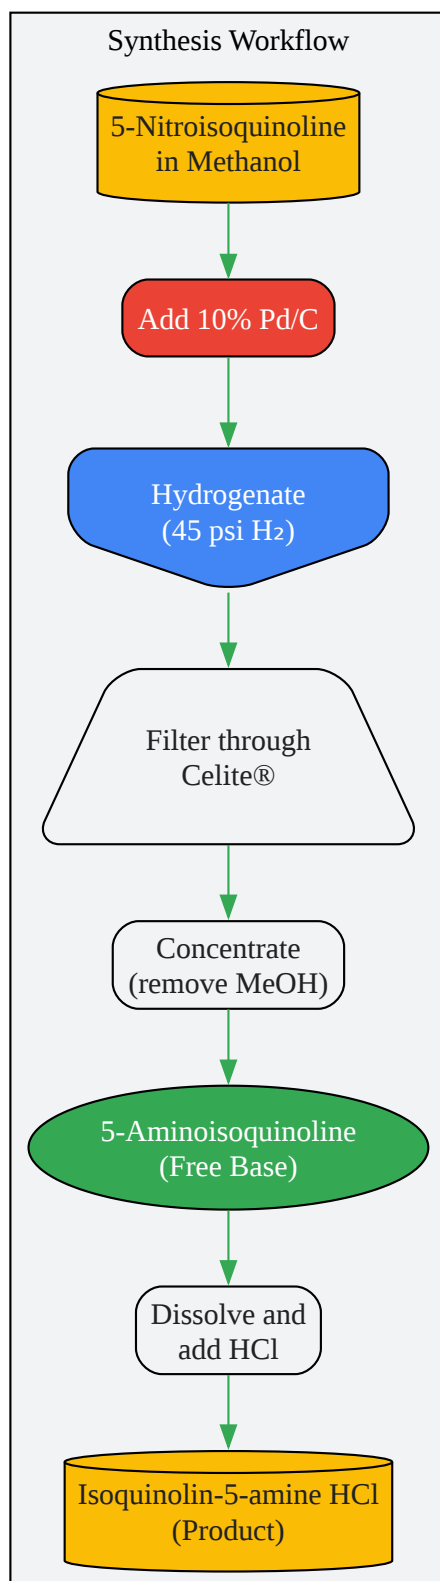 Synthesis Workflow
5-Nitroisoquinoline
in Methanol
Add 10% Pd/C
Hydrogenate
(45 psi H₂)
Filter through
Celite®
Concentrate
(remove MeOH)
5-Aminoisoquinoline
(Free Base)
Dissolve and
add HCl
Isoquinolin-5-amine HCl
(Product)